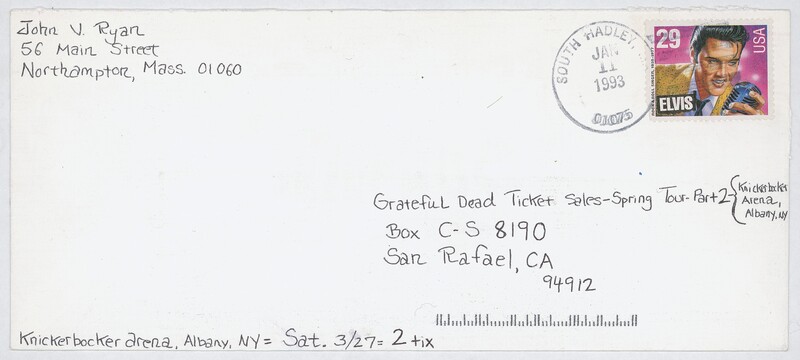 John V. Ryan
56 Main Street
Northampton, Mass. 01060
SOUTH HADLEY,
JAN
11
1993
01075
29
USA
ELVIS
Grateful Dead Ticket Sales-Spring Tour-Part 2-{Knickerbocker
Arena,
Albany, NY
Box C-S 8190
San Rafael, CA
94912
Knickerbocker arena, Albany, NY = Sat. 3/27 = 2 tix